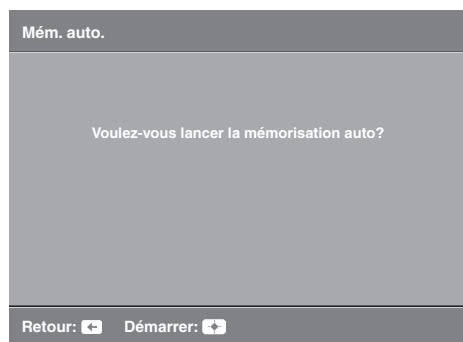 Mém. auto.
Voulez-vous lancer la mémorisation auto?
Retour: Démarrer: